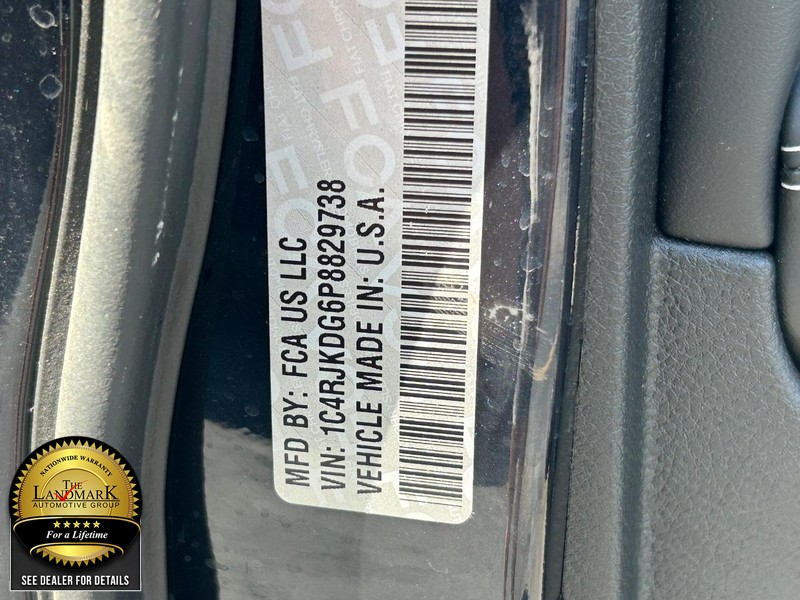 MFD BY: FCA US LLC
VIN: 1C4RJKDG6P8829738
VEHICLE MADE IN: U.S.A.
NATIONWIDE WARRANTY
THE
LANDMARK
AUTOMOTIVE GROUP
For a Lifetime
SEE DEALER FOR DETAILS